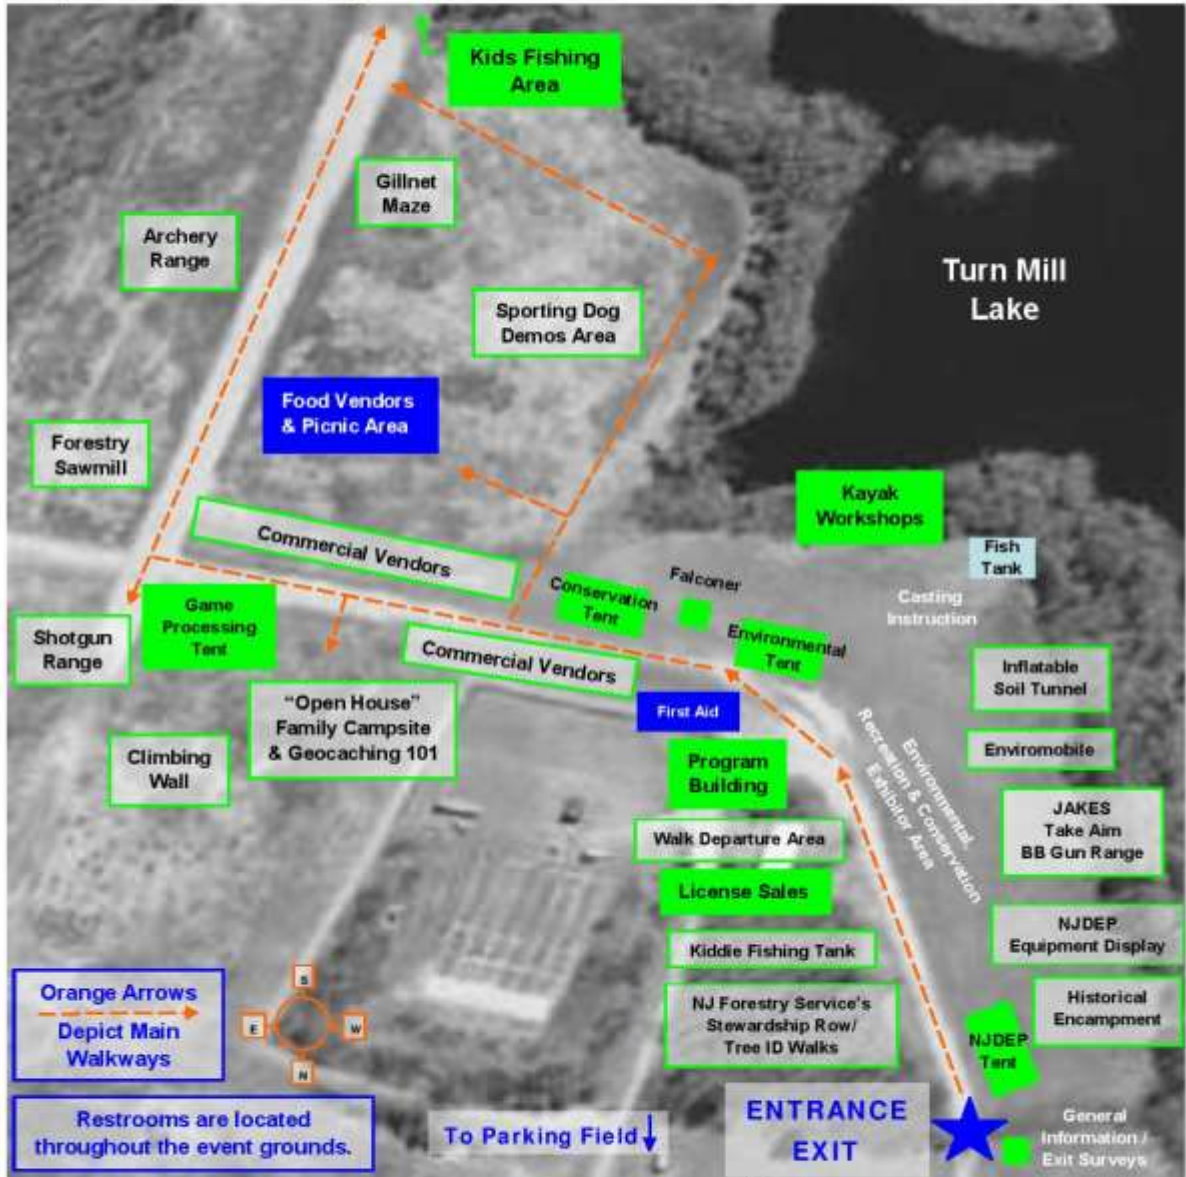 Kids Fishing
Area
Gillnet
Maze
Archery
Range
Turn Mill
Lake
Sporting Dog
Demos Area
Food Vendors
& Picnic Area
Forestry
Sawmill
Kayak
Workshops
Commercial Vendors
Fish
Tank
Falconer
Conservation
Tent
Casting
Instruction
Game
Processing
Tent
Shotgun
Range
Commercial Vendors
Environmental
Tent
Inflatable
Soil Tunnel
"Open House"
Family Campsite
& Geocaching 101
First Aid
Climbing
Wall
Program
Building
Enviromobile
Environmental,
Recreation & Conservation
Exhibitor Area
JAKES
Take Aim
BB Gun Range
Walk Departure Area
License Sales
NJDEP
Equipment Display
Kiddie Fishing Tank
Historical
Encampment
NJ Forestry Service's
Stewardship Row/
Tree ID Walks
NJDEP
Tent
Orange Arrows
Depict Main
Walkways
S
E
W
N
Restrooms are located
throughout the event grounds.
To Parking Field
ENTRANCE
EXIT
General
Information /
Exit Surveys